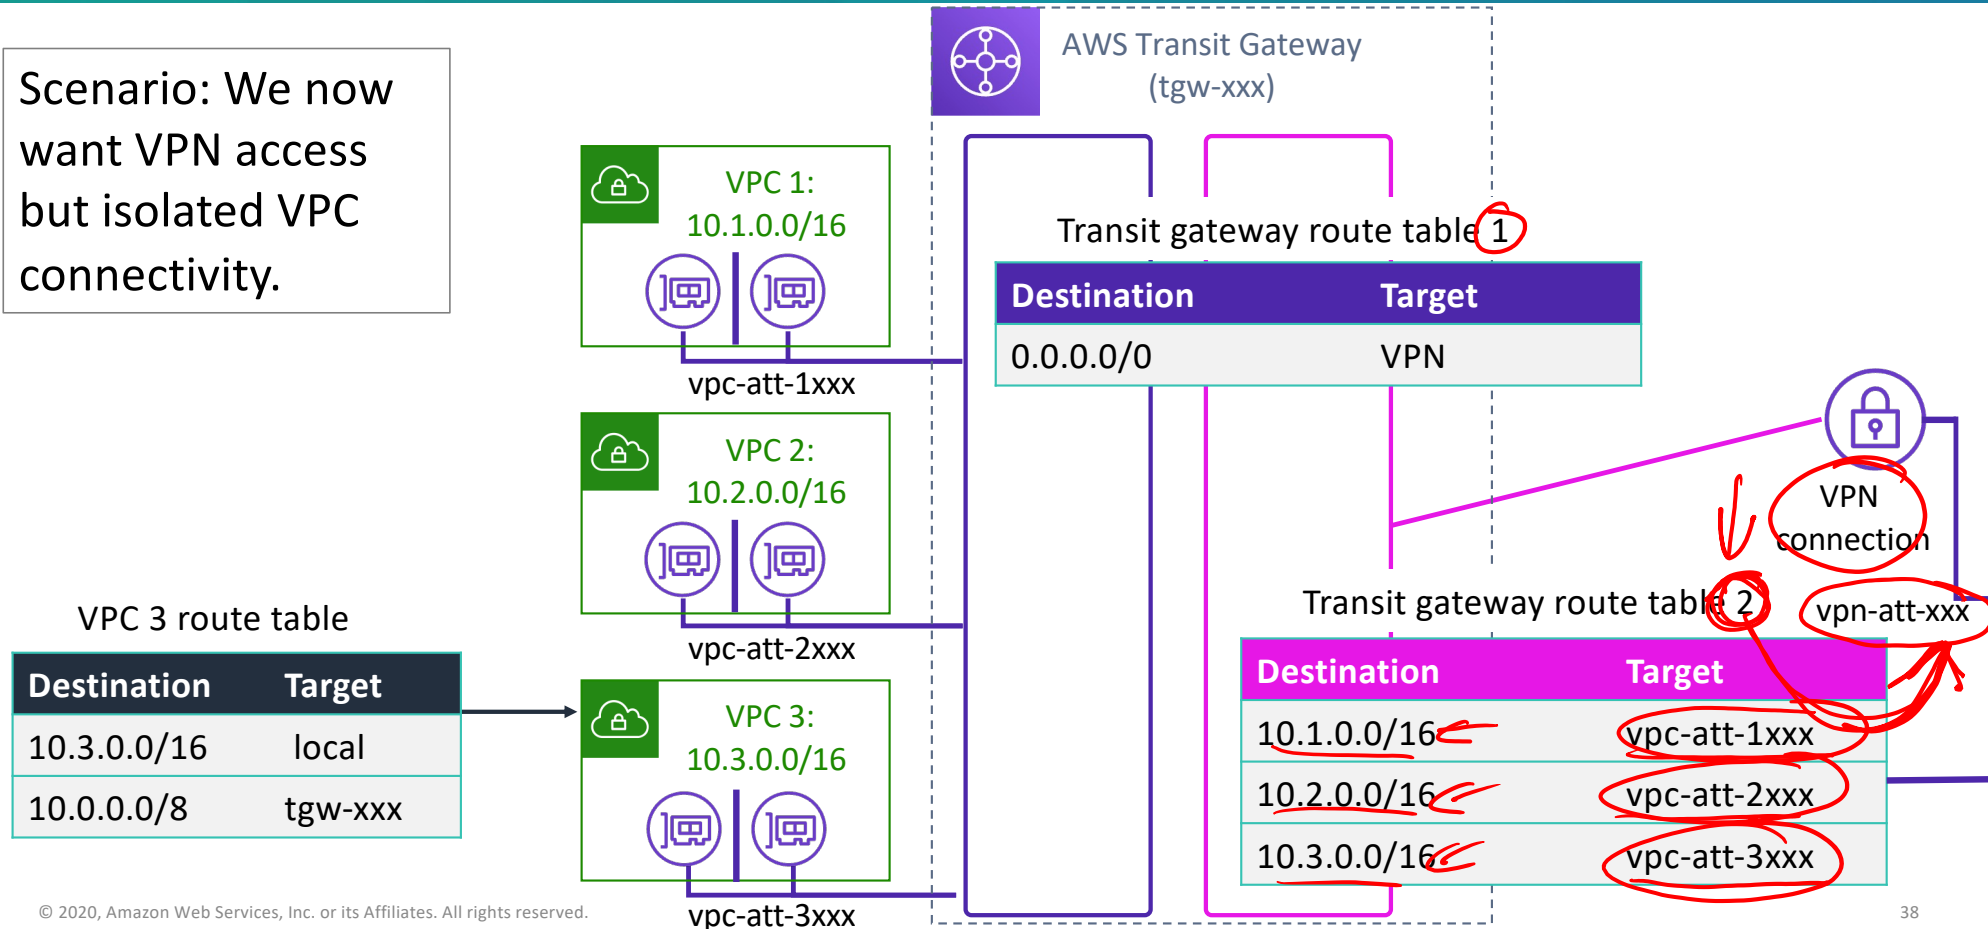 Scenario: We now
want VPN access
but isolated VPC
connectivity.
AWS Transit Gateway
(tgw-xxx)
VPC 1:
10.1.0.0/16
vpc-att-1xxx
VPC 2:
10.2.0.0/16
vpc-att-2xxx
VPC 3:
10.3.0.0/16
vpc-att-3xxx
Transit gateway route table 1
Destination Target
0.0.0.0/0 VPN
VPN
connection
vpn-att-xxx
Transit gateway route table 2
Destination Target
10.1.0.0/16 vpc-att-1xxx
10.2.0.0/16 vpc-att-2xxx
10.3.0.0/16 vpc-att-3xxx
VPC 3 route table
Destination Target
10.3.0.0/16 local
10.0.0.0/8 tgw-xxx
© 2020, Amazon Web Services, Inc. or its Affiliates. All rights reserved.
38